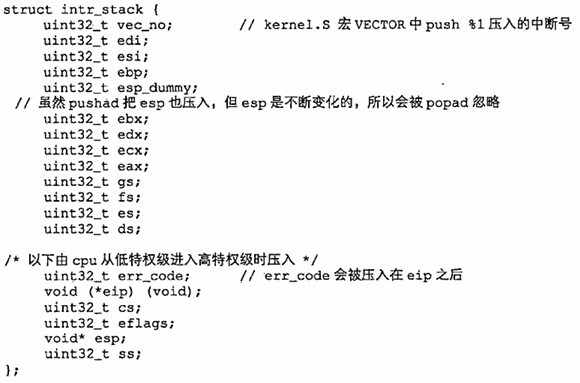 struct intr_stack {
uint32_t vec_no; // kernel.S 宏 VECTOR 中 push %1 压入的中断号
uint32_t edi;
uint32_t esi;
uint32_t ebp;
uint32_t esp_dummy;
// 虽然 pushad 把 esp 也压入，但 esp 是不断变化的，所以会被 popad 忽略
uint32_t ebx;
uint32_t edx;
uint32_t ecx;
uint32_t eax;
uint32_t gs;
uint32_t fs;
uint32_t es;
uint32_t ds;
/* 以下由 cpu 从低特权级进入高特权级时压入 */
uint32_t err_code; // err_code 会被压入在 eip 之后
void (*eip) (void);
uint32_t cs;
uint32_t eflags;
void* esp;
uint32_t ss;
};